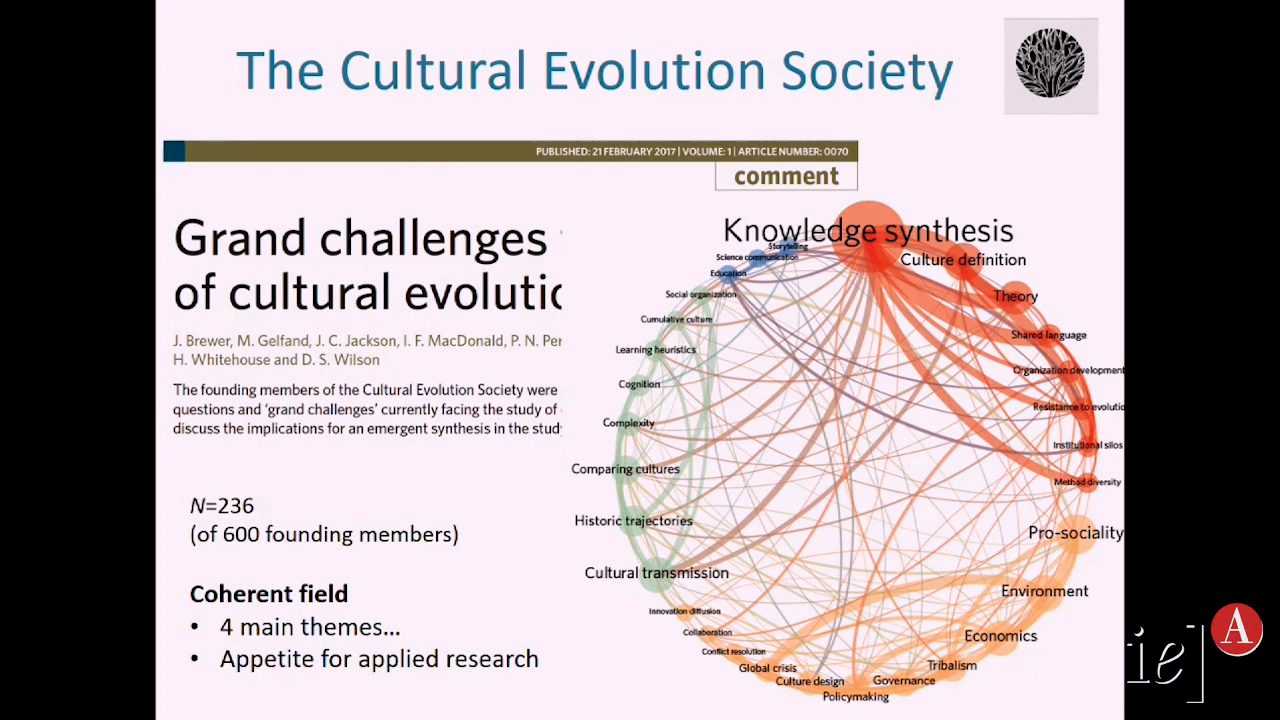 The Cultural Evolution Society
PUBLISHED: 21 FEBRUARY 2017 | VOLUME: 1 | ARTICLE NUMBER: 0070
comment
Grand challenges
of cultural evolutic
J. Brewer, M. Gelfand, J. C. Jackson, I. F. MacDonald, P. N. Per
H. Whitehouse and D. S. Wilson
The founding members of the Cultural Evolution Society were
questions and ‘grand challenges’ currently facing the study of
discuss the implications for an emergent synthesis in the stud
N=236
(of 600 founding members)
Coherent field
• 4 main themes...
• Appetite for applied research
Knowledge synthesis
Storytelling
Science communication
Culture definition
Education
Social organization
Theory
Cumulative culture
Shared language
Learning heuristics
Organization development
Cognition
Resistance to evolutio
Complexity
Institutional silos
Comparing cultures
Method diversity
Historic trajectories
Pro-sociality
Cultural transmission
Environment
Innovation diffusion
Collaboration
Economics
Conflict resolution
Tribalism
Global crisis
Governance
Culture design
Policymaking
ie]
A